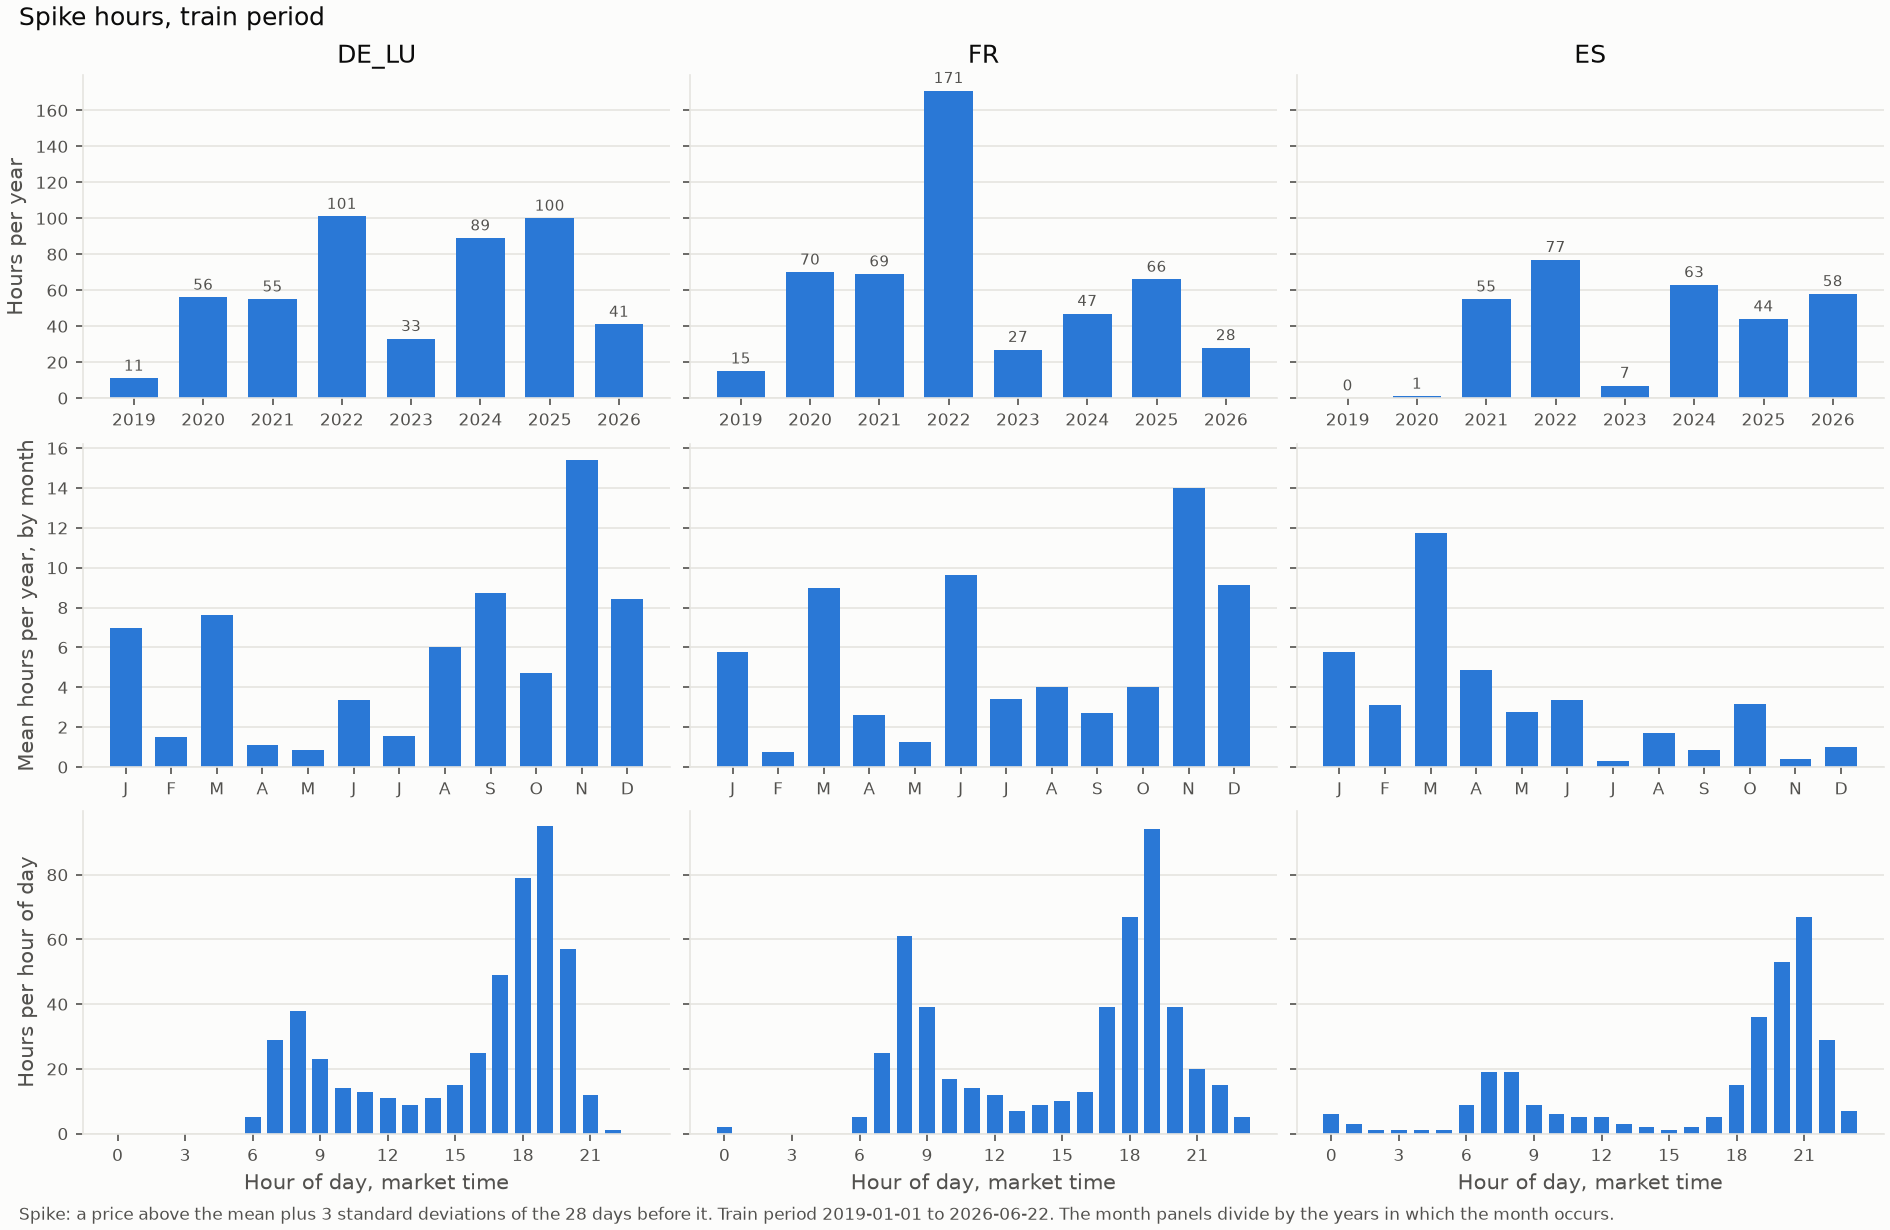 Spike hours, train period
DE_LU FR ES
Hours per year
160
140
120
100
80
60
40
20
0
11 56 55 101 33 89 100 41
15 70 69 171 27 47 66 28
0 1 55 77 7 63 44 58
2019 2020 2021 2022 2023 2024 2025 2026
2019 2020 2021 2022 2023 2024 2025 2026
2019 2020 2021 2022 2023 2024 2025 2026
Mean hours per year, by month
16
14
12
10
8
6
4
2
0
J F M A M J J A S O N D
J F M A M J J A S O N D
J F M A M J J A S O N D
Hours per hour of day
80
60
40
20
0
0 3 6 9 12 15 18 21
0 3 6 9 12 15 18 21
0 3 6 9 12 15 18 21
Hour of day, market time
Hour of day, market time
Hour of day, market time
Spike: a price above the mean plus 3 standard deviations of the 28 days before it. Train period 2019-01-01 to 2026-06-22. The month panels divide by the years in which the month occurs.